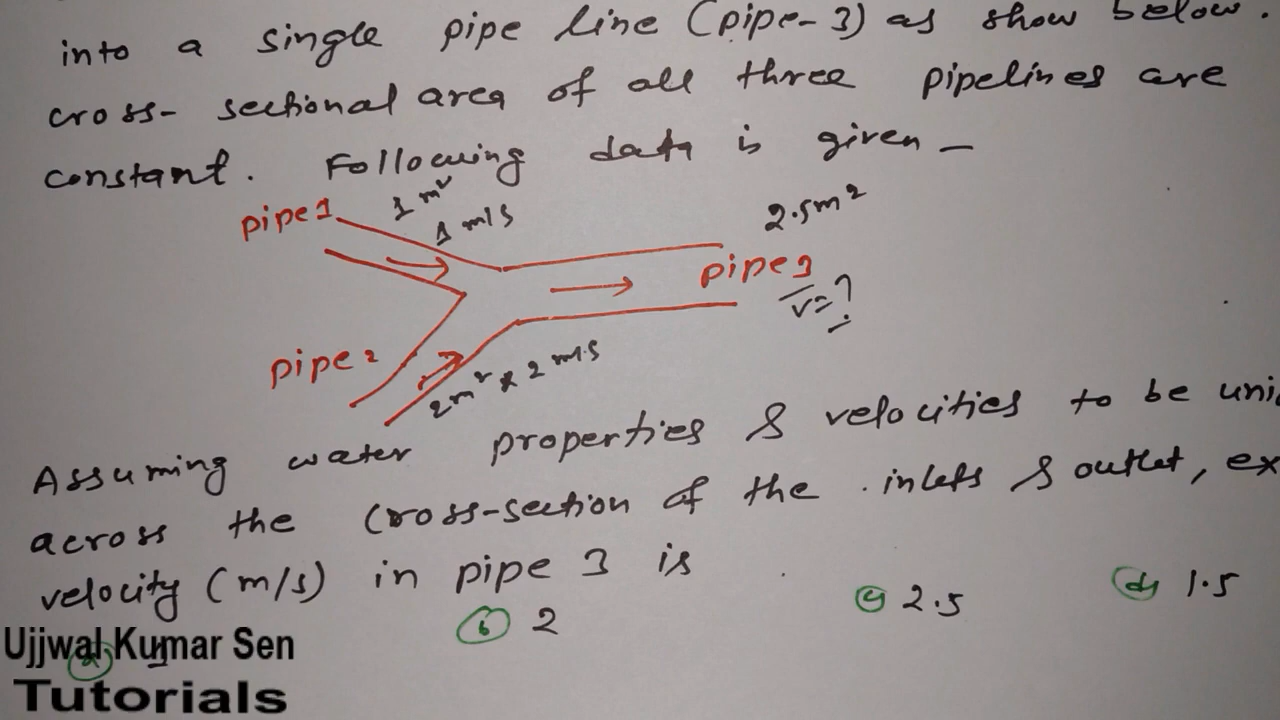 into a single pipe line (pipe-3) as show below.
cross-sectional area of all three pipelines are
constant. Following data is given -
pipe 1
1 m²
1 m/s
2.5m²
pipe 3
v=?
pipe 2
2m² & 2 m/s
Assuming water properties & velocities to be uni
across the cross-section of the inlets & outlet, ex
velocity (m/s) in pipe 3 is
(a) (b) 2 (c) 2.5 (d) 1.5
Ujjwal Kumar Sen
Tutorials